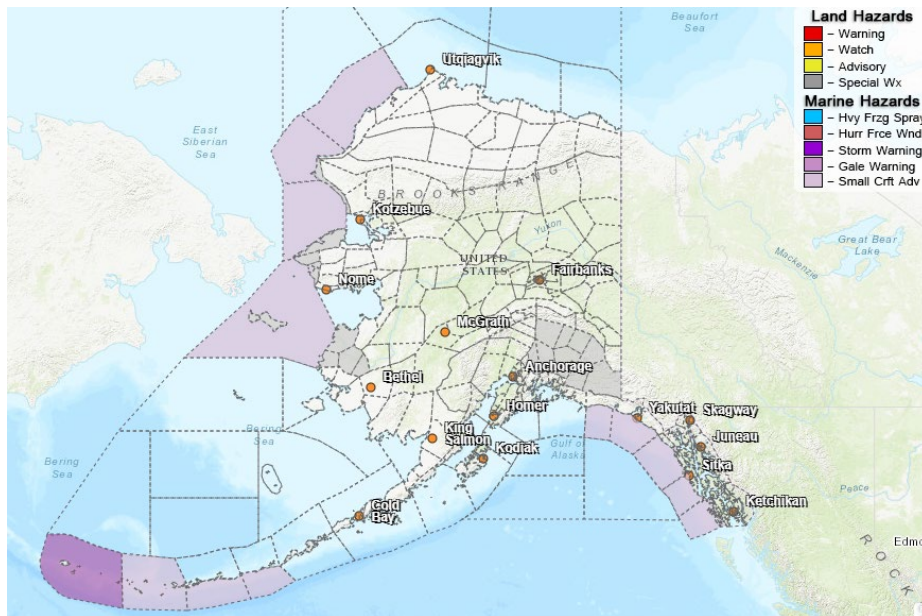 Beaufort
Sea
Land Hazards
– Warning
– Watch
– Advisory
– Special Wx
Marine Hazards
– Hvy Frzg Spray
– Hurr Frce Wnd
– Storm Warning
– Gale Warning
– Small Crft Adv
Utqiagvik
East
Siberian
Sea
BROOKS RANGE
Kotzebue
Yukon
Great Bear
Lake
Mackenzie
UNITED
STATES
Fairbanks
Nome
McGrath
Anchorage
Bethel
Homer
Yakutat
Skagway
King
Salmon
Juneau
Bering
Sea
Gulf of
Alaska
Kodiak
Bering
Sea
Sitka
Peace
Cold
Bay
Ketchikan
Edmo
ROCK